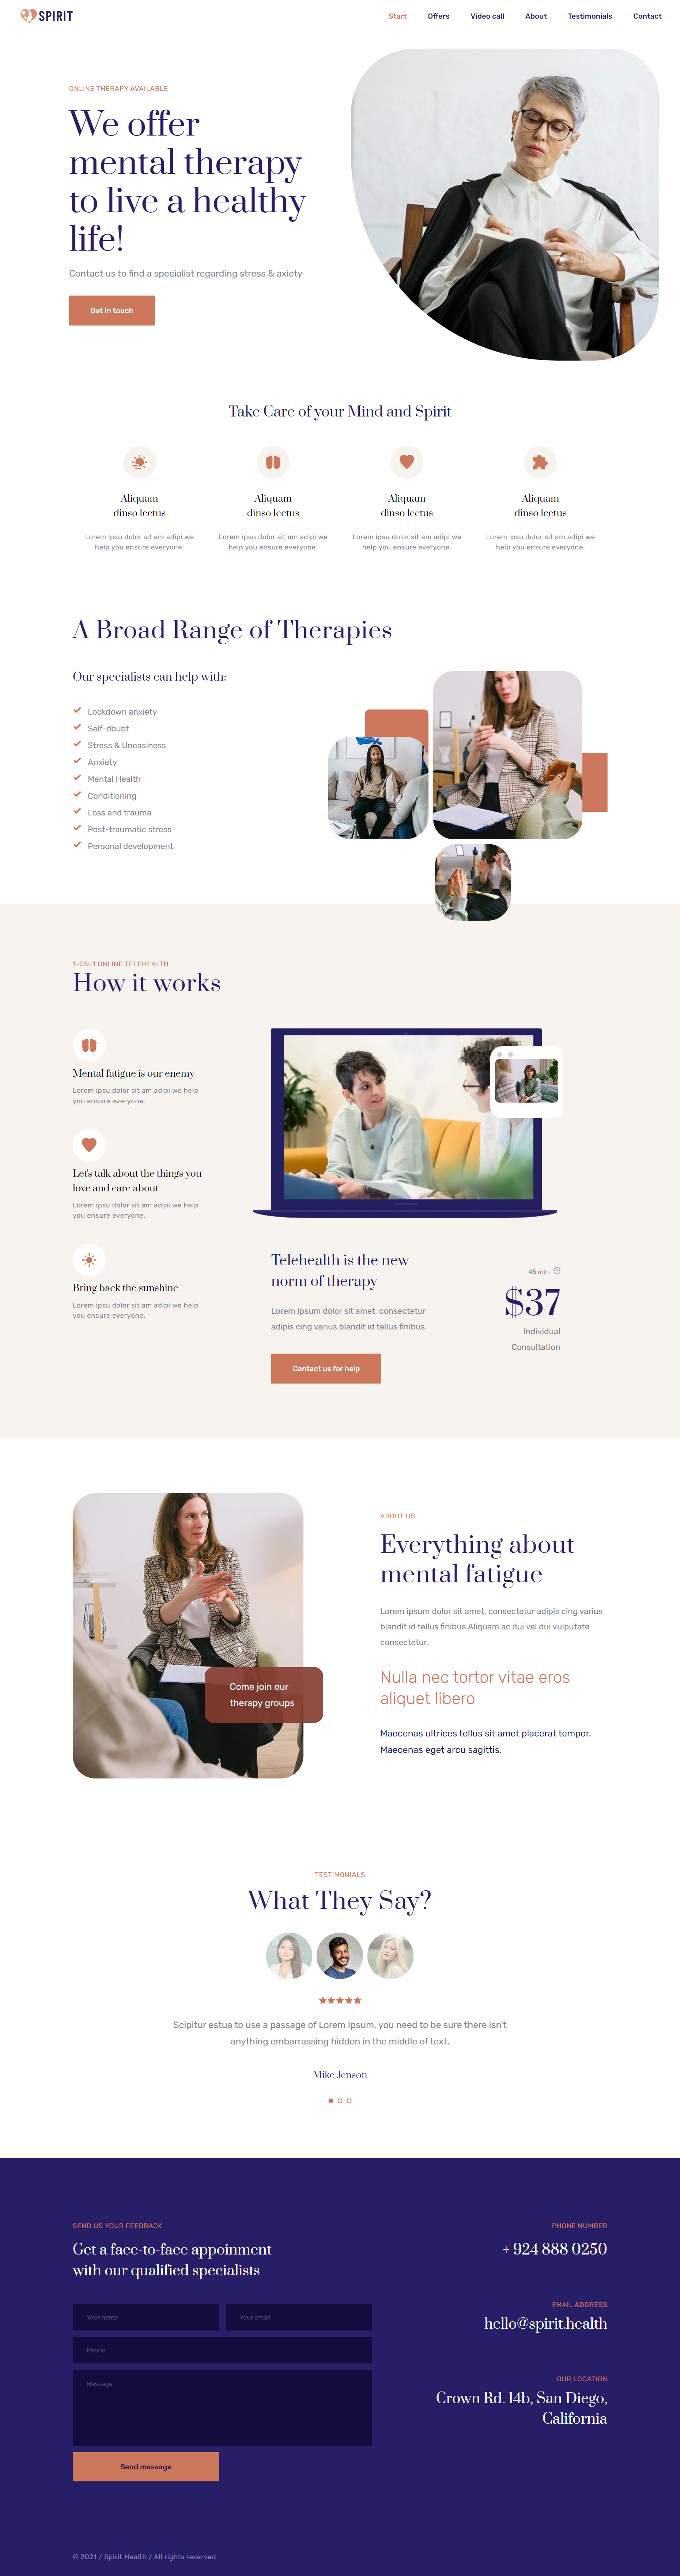 SPIRIT
Start
Offers
Video call
About
Testimonials
Contact
ONLINE THERAPY AVAILABLE
We offer
mental therapy
to live a healthy
life!
Contact us to find a specialist regarding stress & axiety
Get in touch
Take Care of your Mind and Spirit
Aliquam
dinso lectus
Lorem ipsu dolor sit am adipi we
help you ensure everyone.
Aliquam
dinso lectus
Lorem ipsu dolor sit am adipi we
help you ensure everyone.
Aliquam
dinso lectus
Lorem ipsu dolor sit am adipi we
help you ensure everyone.
Aliquam
dinso lectus
Lorem ipsu dolor sit am adipi we
help you ensure everyone.
A Broad Range of Therapies
Our specialists can help with:
Lockdown anxiety
Self-doubt
Stress & Uneasiness
Anxiety
Mental Health
Conditioning
Loss and trauma
Post-traumatic stress
Personal development
1-ON-1 ONLINE TELEHEALTH
How it works
Mental fatigue is our enemy
Lorem ipsu dolor sit am adipi we help
you ensure everyone.
Let's talk about the things you
love and care about
Lorem ipsu dolor sit am adipi we help
you ensure everyone.
Bring back the sunshine
Lorem ipsu dolor sit am adipi we help
you ensure everyone.
Telehealth is the new
norm of therapy
Lorem ipsum dolor sit amet, consectetur
adipis cing varius blandit id tellus finibus.
Contact us for help
45 min
$37
Individual
Consultation
Come join our
therapy groups
ABOUT US
Everything about
mental fatigue
Lorem ipsum dolor sit amet, consectetur adipis cing varius
blandit id tellus finibus.Aliquam ac dui vel dui vulputate
consectetur.
Nulla nec tortor vitae eros
aliquet libero
Maecenas ultrices tellus sit amet placerat tempor.
Maecenas eget arcu sagittis.
TESTIMONIALS
What They Say?
Scipitur estua to use a passage of Lorem Ipsum, you need to be sure there isn't
anything embarrassing hidden in the middle of text.
Mike Jenson
SEND US YOUR FEEDBACK
Get a face-to-face appoinment
with our qualified specialists
Your name
Your email
Phone
Message
Send message
PHONE NUMBER
+ 924 888 0250
EMAIL ADDRESS
hello@spirit.health
OUR LOCATION
Crown Rd. 14b, San Diego,
California
© 2021 / Spirit Health / All rights reserved